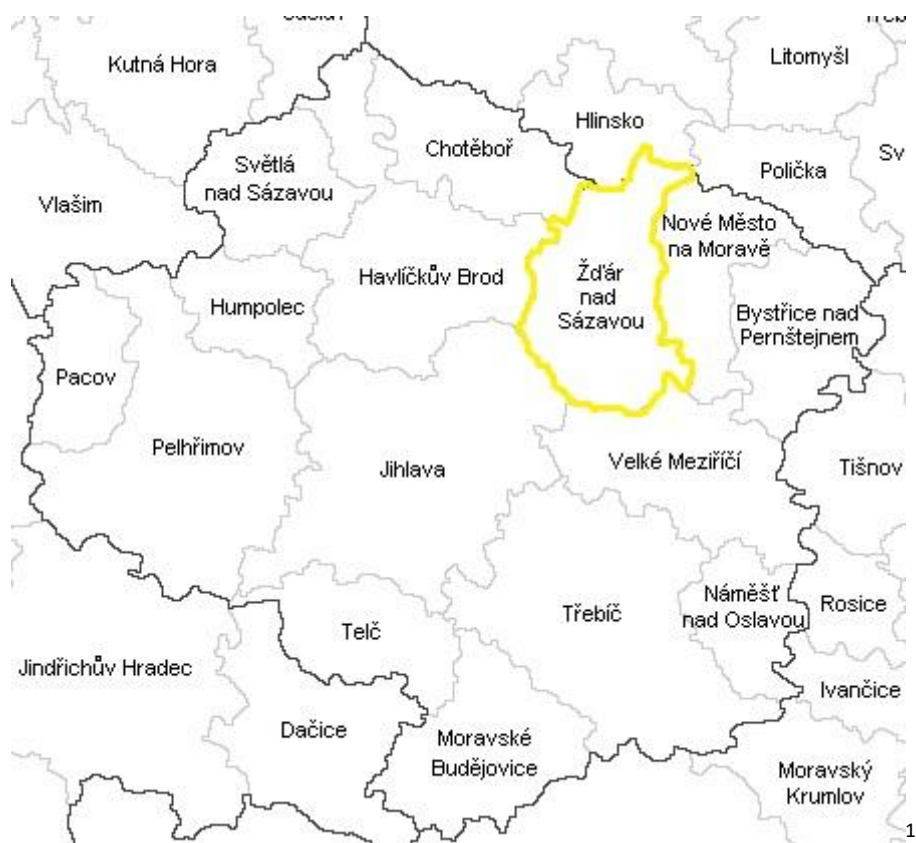 Kutná Hora
Litomyšl
Hlinsko
Chotěboř
Světlá
nad Sázavou
Polička
Sv
Vlašim
Nové Město
na Moravě
Havlíčkův Brod
Žďár
nad
Sázavou
Humpolec
Bystřice nad
Pernštejnem
Pacov
Pelhřimov
Jihlava
Velké Meziříčí
Tišnov
Náměšť
nad Oslavou
Rosice
Třebíč
Telč
Jindřichův Hradec
Ivančice
Dačice
Moravské
Budějovice
Moravský
Krumlov
1